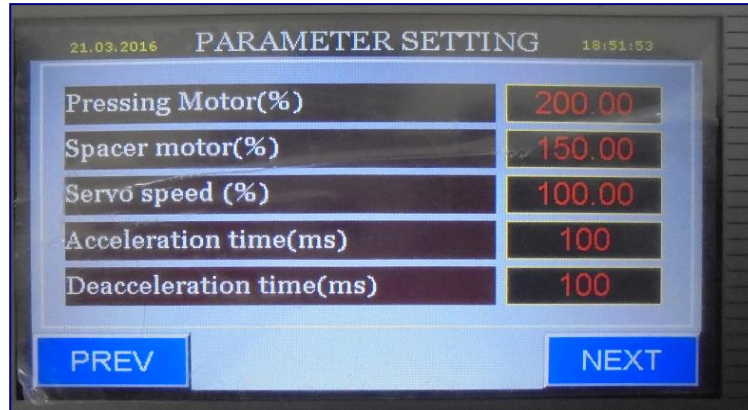 21.03.2016 PARAMETER SETTING 18:51:53
Pressing Motor(%) 200.00
Spacer motor(%) 150.00
Servo speed (%) 100.00
Acceleration time(ms) 100
Deacceleration time(ms) 100
PREV NEXT